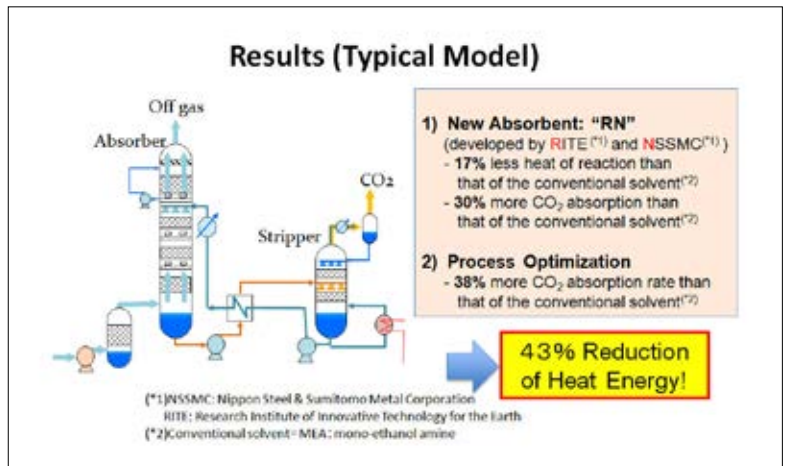 Results (Typical Model)
Off gas
Absorber
CO2
Stripper
1) New Absorbent: “RN”
(developed by RITE(*1) and NSSMC(*1) )
- 17% less heat of reaction than
that of the conventional solvent(*2)
- 30% more CO2 absorption than
that of the conventional solvent(*2)
2) Process Optimization
- 38% more CO2 absorption rate than
that of the conventional solvent(*2)
43% Reduction
of Heat Energy!
(*1)NSSMC: Nippon Steel & Sumitomo Metal Corporation
RITE: Research Institute of Innovative Technology for the Earth
(*2)Conventional solvent= MEA: mono-ethanol amine